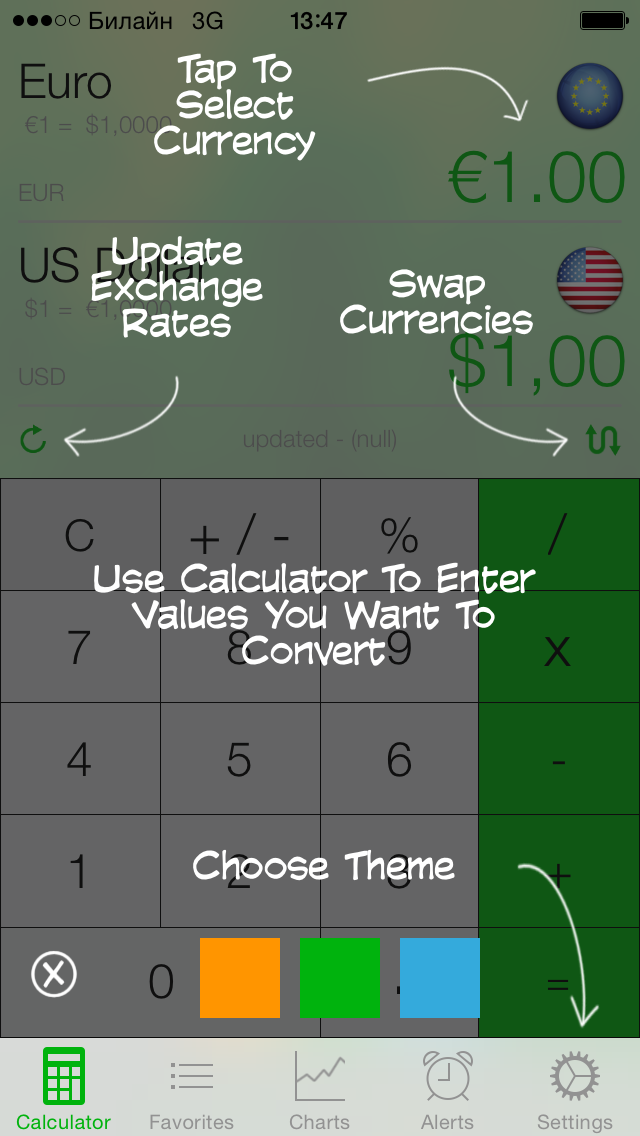 Билайн 3G 13:47
Euro
Tap To
Select
Currency
€1 = $1,0000
€1.00
EUR
US Dollar
Update
Exchange
Rates
Swap
Currencies
$1 = €1,0000
$1,00
USD
updated - (null)
C + / - % /
Use Calculator To Enter
Values You Want To
Convert
7 8 9 x
4 5 6 -
1 2 3 +
Choose Theme
X 0 . =
Calculator Favorites Charts Alerts Settings